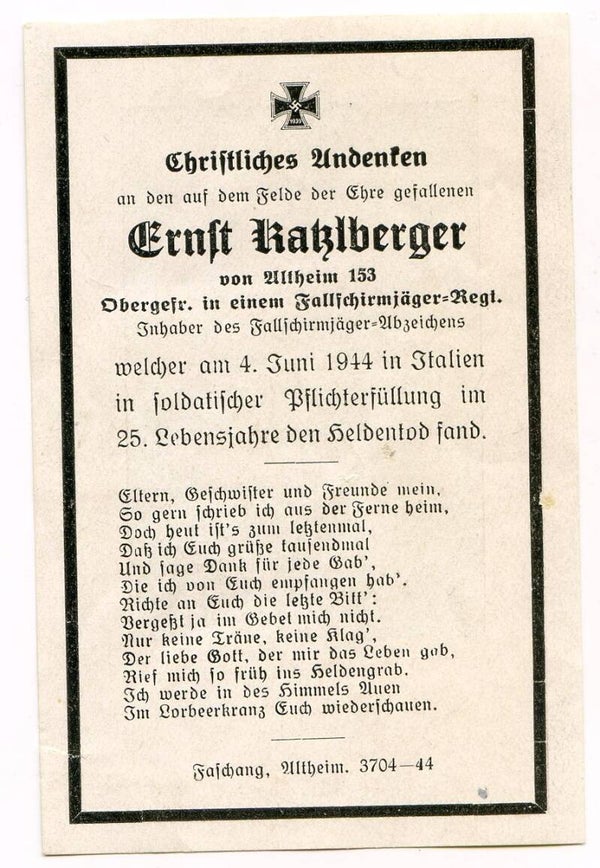 1939
Christliches Andenken
an den auf dem Felde der Ehre gefallenen
Ernst Katzlberger
von Altheim 153
Obergefr. in einem Fallschirmjäger=Regt.
Inhaber des Fallschirmjäger=Abzeichens
welcher am 4. Juni 1944 in Italien
in soldatischer Pflichterfüllung im
25. Lebensjahre den Heldentod fand.
Eltern, Geschwister und Freunde mein,
So gern schrieb ich aus der Ferne heim,
Doch heut ist's zum letztenmal,
Daß ich Euch grüße tausendmal
Und sage Dank für jede Gab',
Die ich von Euch empfangen hab'.
Richte an Euch die letzte Bitt':
Vergeßt ja im Gebet mich nicht.
Nur keine Träne, keine Klag',
Der liebe Gott, der mir das Leben gab,
Rief mich so früh ins Heldengrab.
Ich werde in des Himmels Auen
Im Lorbeerkranz Euch wiederschauen.
Faschang, Altheim. 3704—44